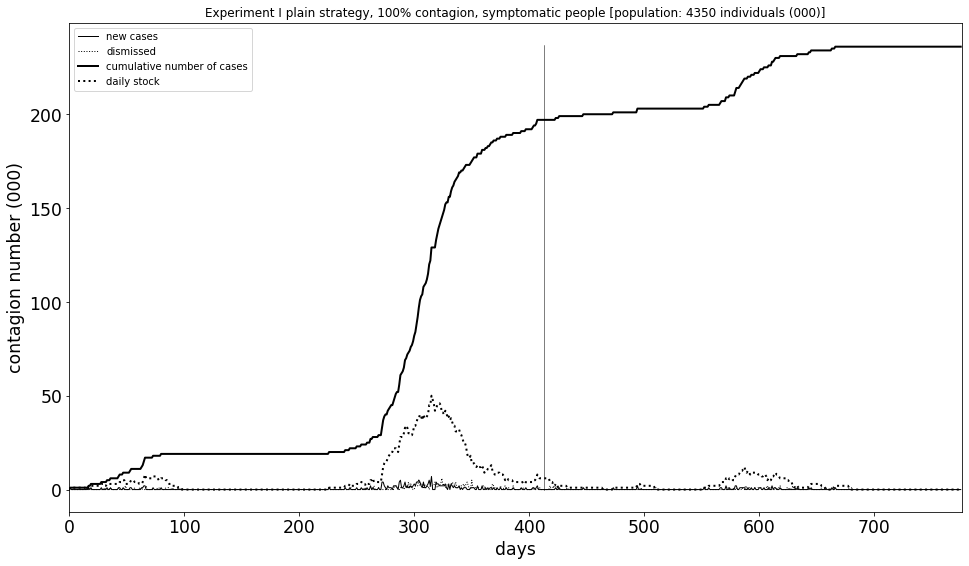 Experiment I plain strategy, 100% contagion, symptomatic people [population: 4350 individuals (000)]
new cases
dismissed
cumulative number of cases
daily stock
contagion number (000)
200
150
100
50
0
0 100 200 300 400 500 600 700
days